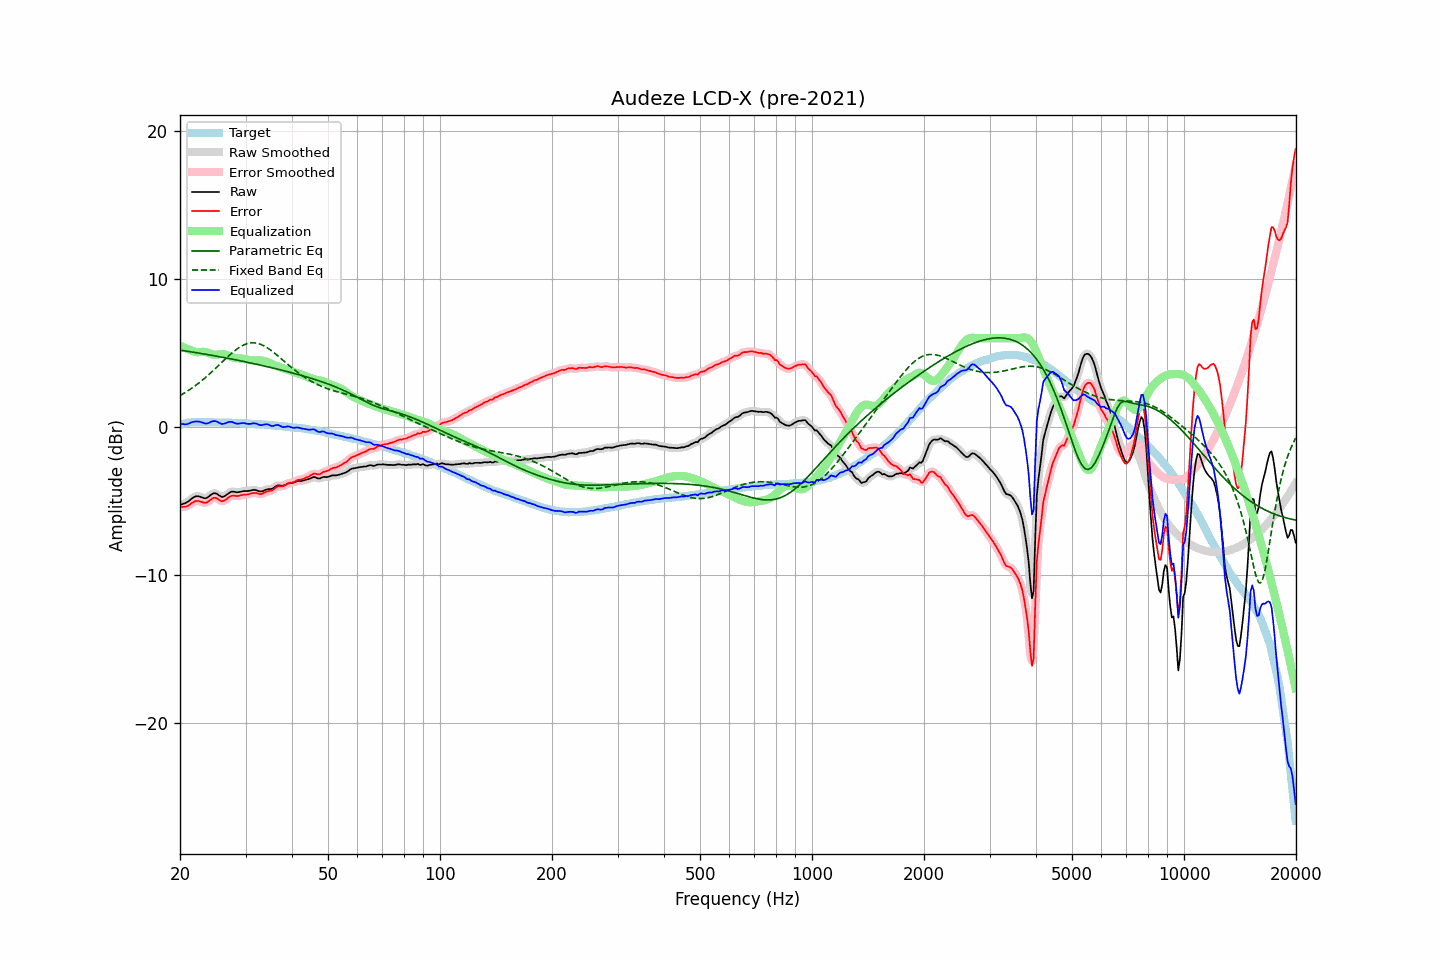 Audeze LCD-X (pre-2021)
Target
Raw Smoothed
Error Smoothed
Raw
Error
Equalization
Parametric Eq
Fixed Band Eq
Equalized
20
10
0
−10
−20
Amplitude (dBr)
20
50
100
200
500
1000
2000
5000
10000
20000
Frequency (Hz)